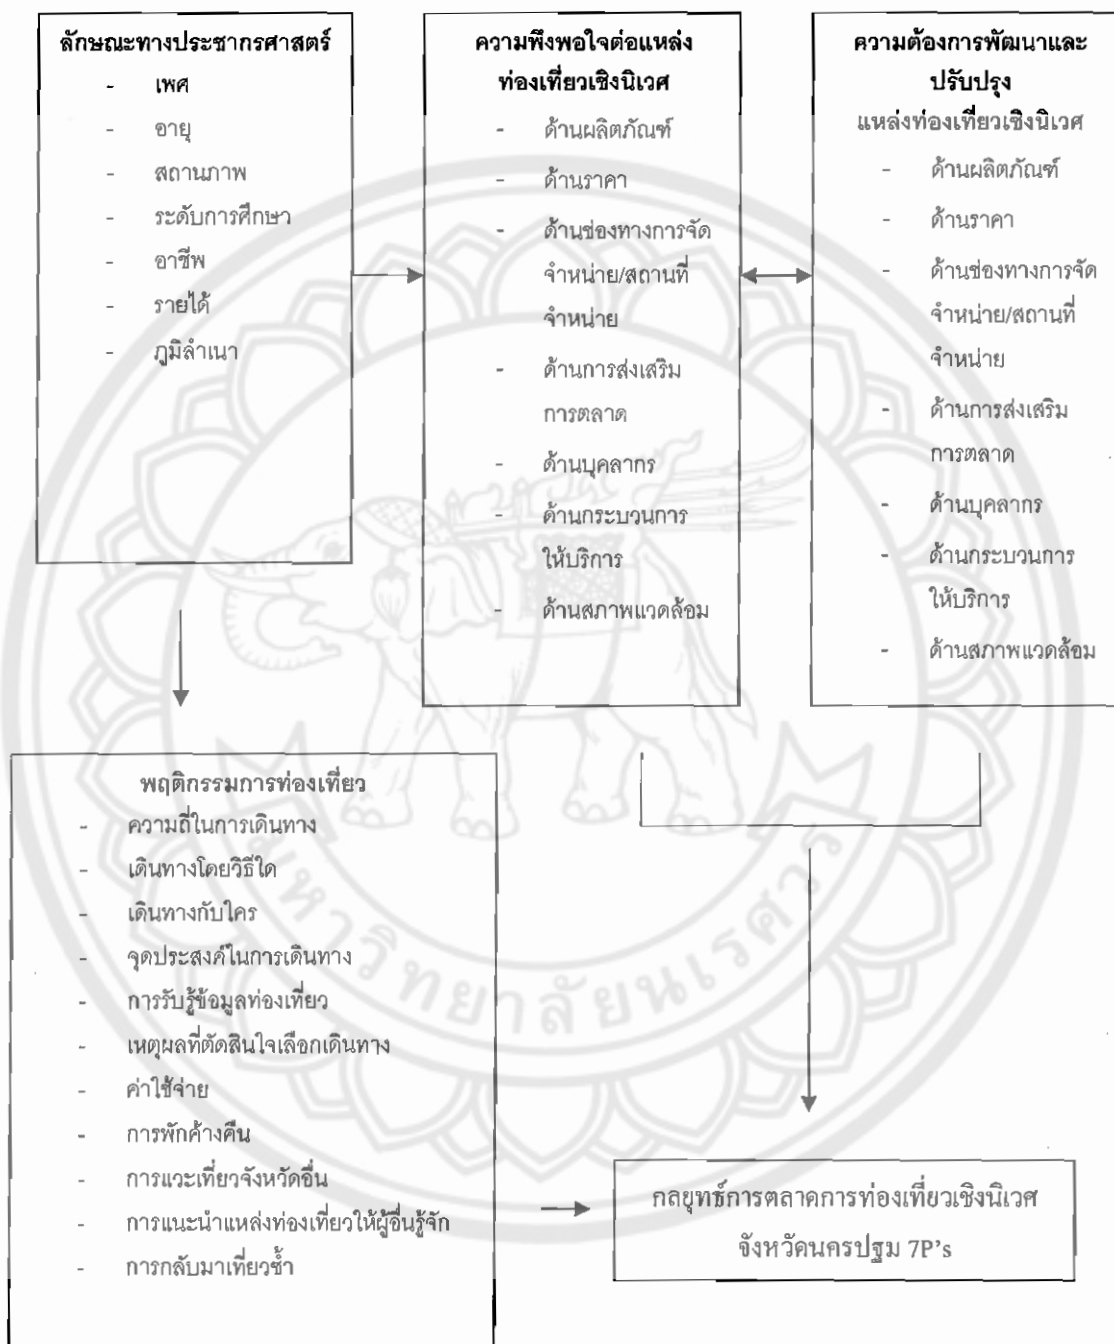 ลักษณะทางประชากรศาสตร์
- เพศ
- อายุ
- สถานภาพ
- ระดับการศึกษา
- อาชีพ
- รายได้
- ภูมิลำเนา
ความพึงพอใจต่อแหล่ง
ท่องเที่ยวเชิงนิเวศ
- ด้านผลิตภัณฑ์
- ด้านราคา
- ด้านช่องทางการจัด
จำหน่าย/สถานที่
จำหน่าย
- ด้านการส่งเสริม
การตลาด
- ด้านบุคลากร
- ด้านกระบวนการ
ให้บริการ
- ด้านสภาพแวดล้อม
ความต้องการพัฒนาและ
ปรับปรุง
แหล่งท่องเที่ยวเชิงนิเวศ
- ด้านผลิตภัณฑ์
- ด้านราคา
- ด้านช่องทางการจัด
จำหน่าย/สถานที่
จำหน่าย
- ด้านการส่งเสริม
การตลาด
- ด้านบุคลากร
- ด้านกระบวนการ
ให้บริการ
- ด้านสภาพแวดล้อม
พฤติกรรมการท่องเที่ยว
- ความถี่ในการเดินทาง
- เดินทางโดยวิธีใด
- เดินทางกับใคร
- จุดประสงค์ในการเดินทาง
- การรับรู้ข้อมูลท่องเที่ยว
- เหตุผลที่ตัดสินใจเลือกเดินทาง
- ค่าใช้จ่าย
- การพักค้างคืน
- การแวะเที่ยวจังหวัดอื่น
- การแนะนำแหล่งท่องเที่ยวให้ผู้อื่นรู้จัก
- การกลับมาเที่ยวซ้ำ
กลยุทธ์การตลาดการท่องเที่ยวเชิงนิเวศ
จังหวัดนครปฐม 7P's
มหาวิทยาลัยนเรศวร